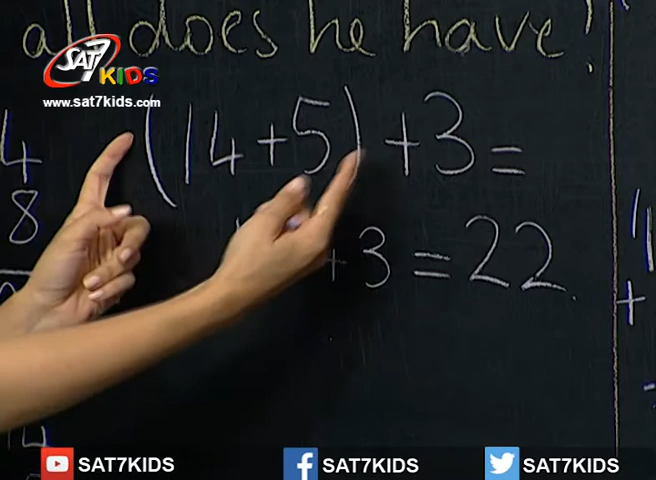 all does he have!
SAT7
KIDS
www.sat7kids.com
4
(14+5)+3=
8
+3=22
+
SAT7KIDS
SAT7KIDS
SAT7KIDS